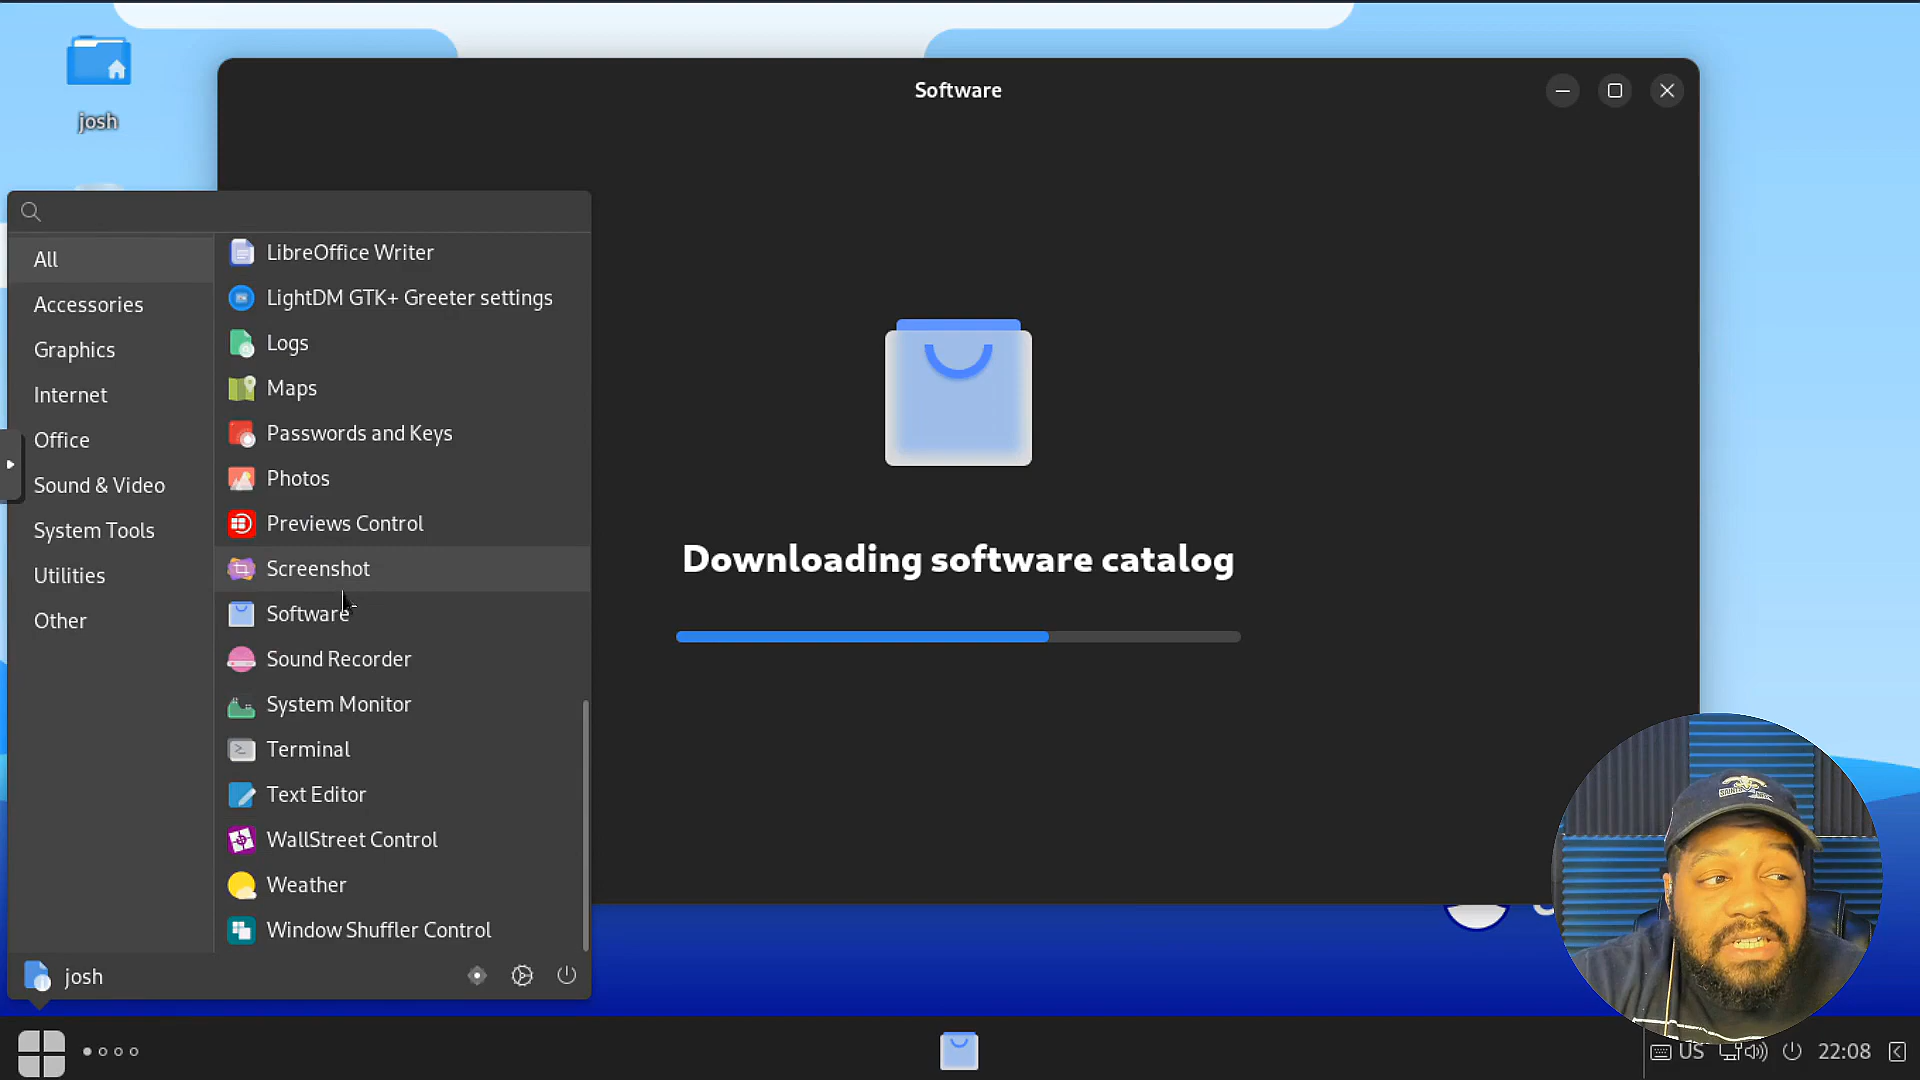 josh
Software
All
Accessories
Graphics
Internet
Office
Sound & Video
System Tools
Utilities
Other
LibreOffice Writer
LightDM GTK+ Greeter settings
Logs
Maps
Passwords and Keys
Photos
Previews Control
Screenshot
Software
Sound Recorder
System Monitor
Terminal
Text Editor
WallStreet Control
Weather
Window Shuffler Control
josh
Downloading software catalog
SAINTS
US
22:08